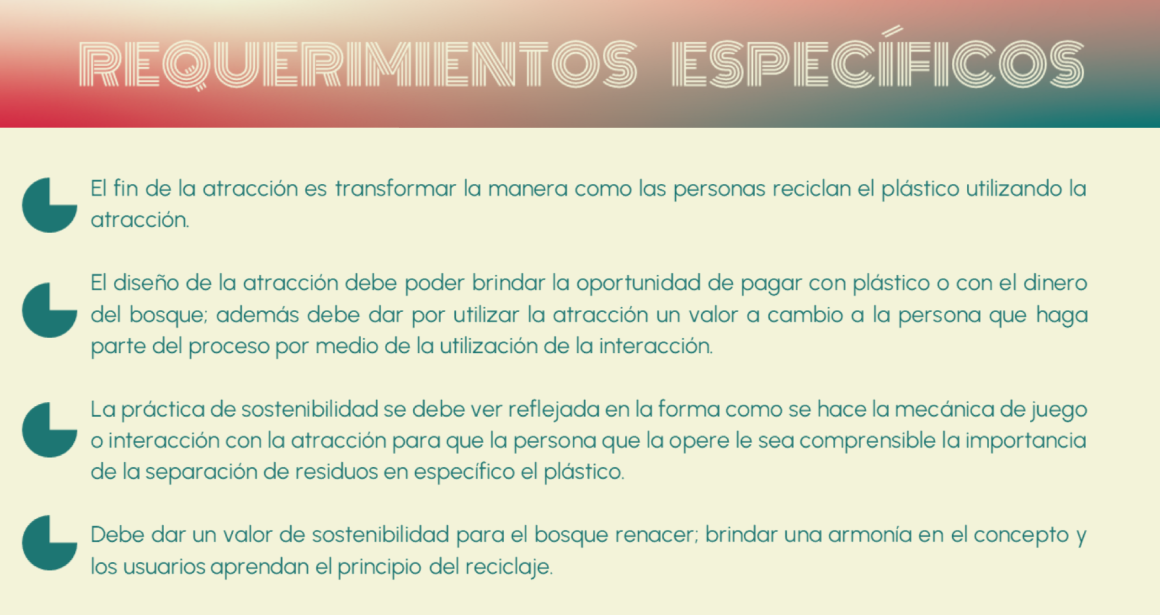 REQUERIMIENTOS ESPECÍFICOS
El fin de la atracción es transformar la manera como las personas reciclan el plástico utilizando la
atracción.
El diseño de la atracción debe poder brindar la oportunidad de pagar con plástico o con el dinero
del bosque; además debe dar por utilizar la atracción un valor a cambio a la persona que haga
parte del proceso por medio de la utilización de la interacción.
La práctica de sostenibilidad se debe ver reflejada en la forma como se hace la mecánica de juego
o interacción con la atracción para que la persona que la opere le sea comprensible la importancia
de la separación de residuos en específico el plástico.
Debe dar un valor de sostenibilidad para el bosque renacer; brindar una armonía en el concepto y
los usuarios aprendan el principio del reciclaje.